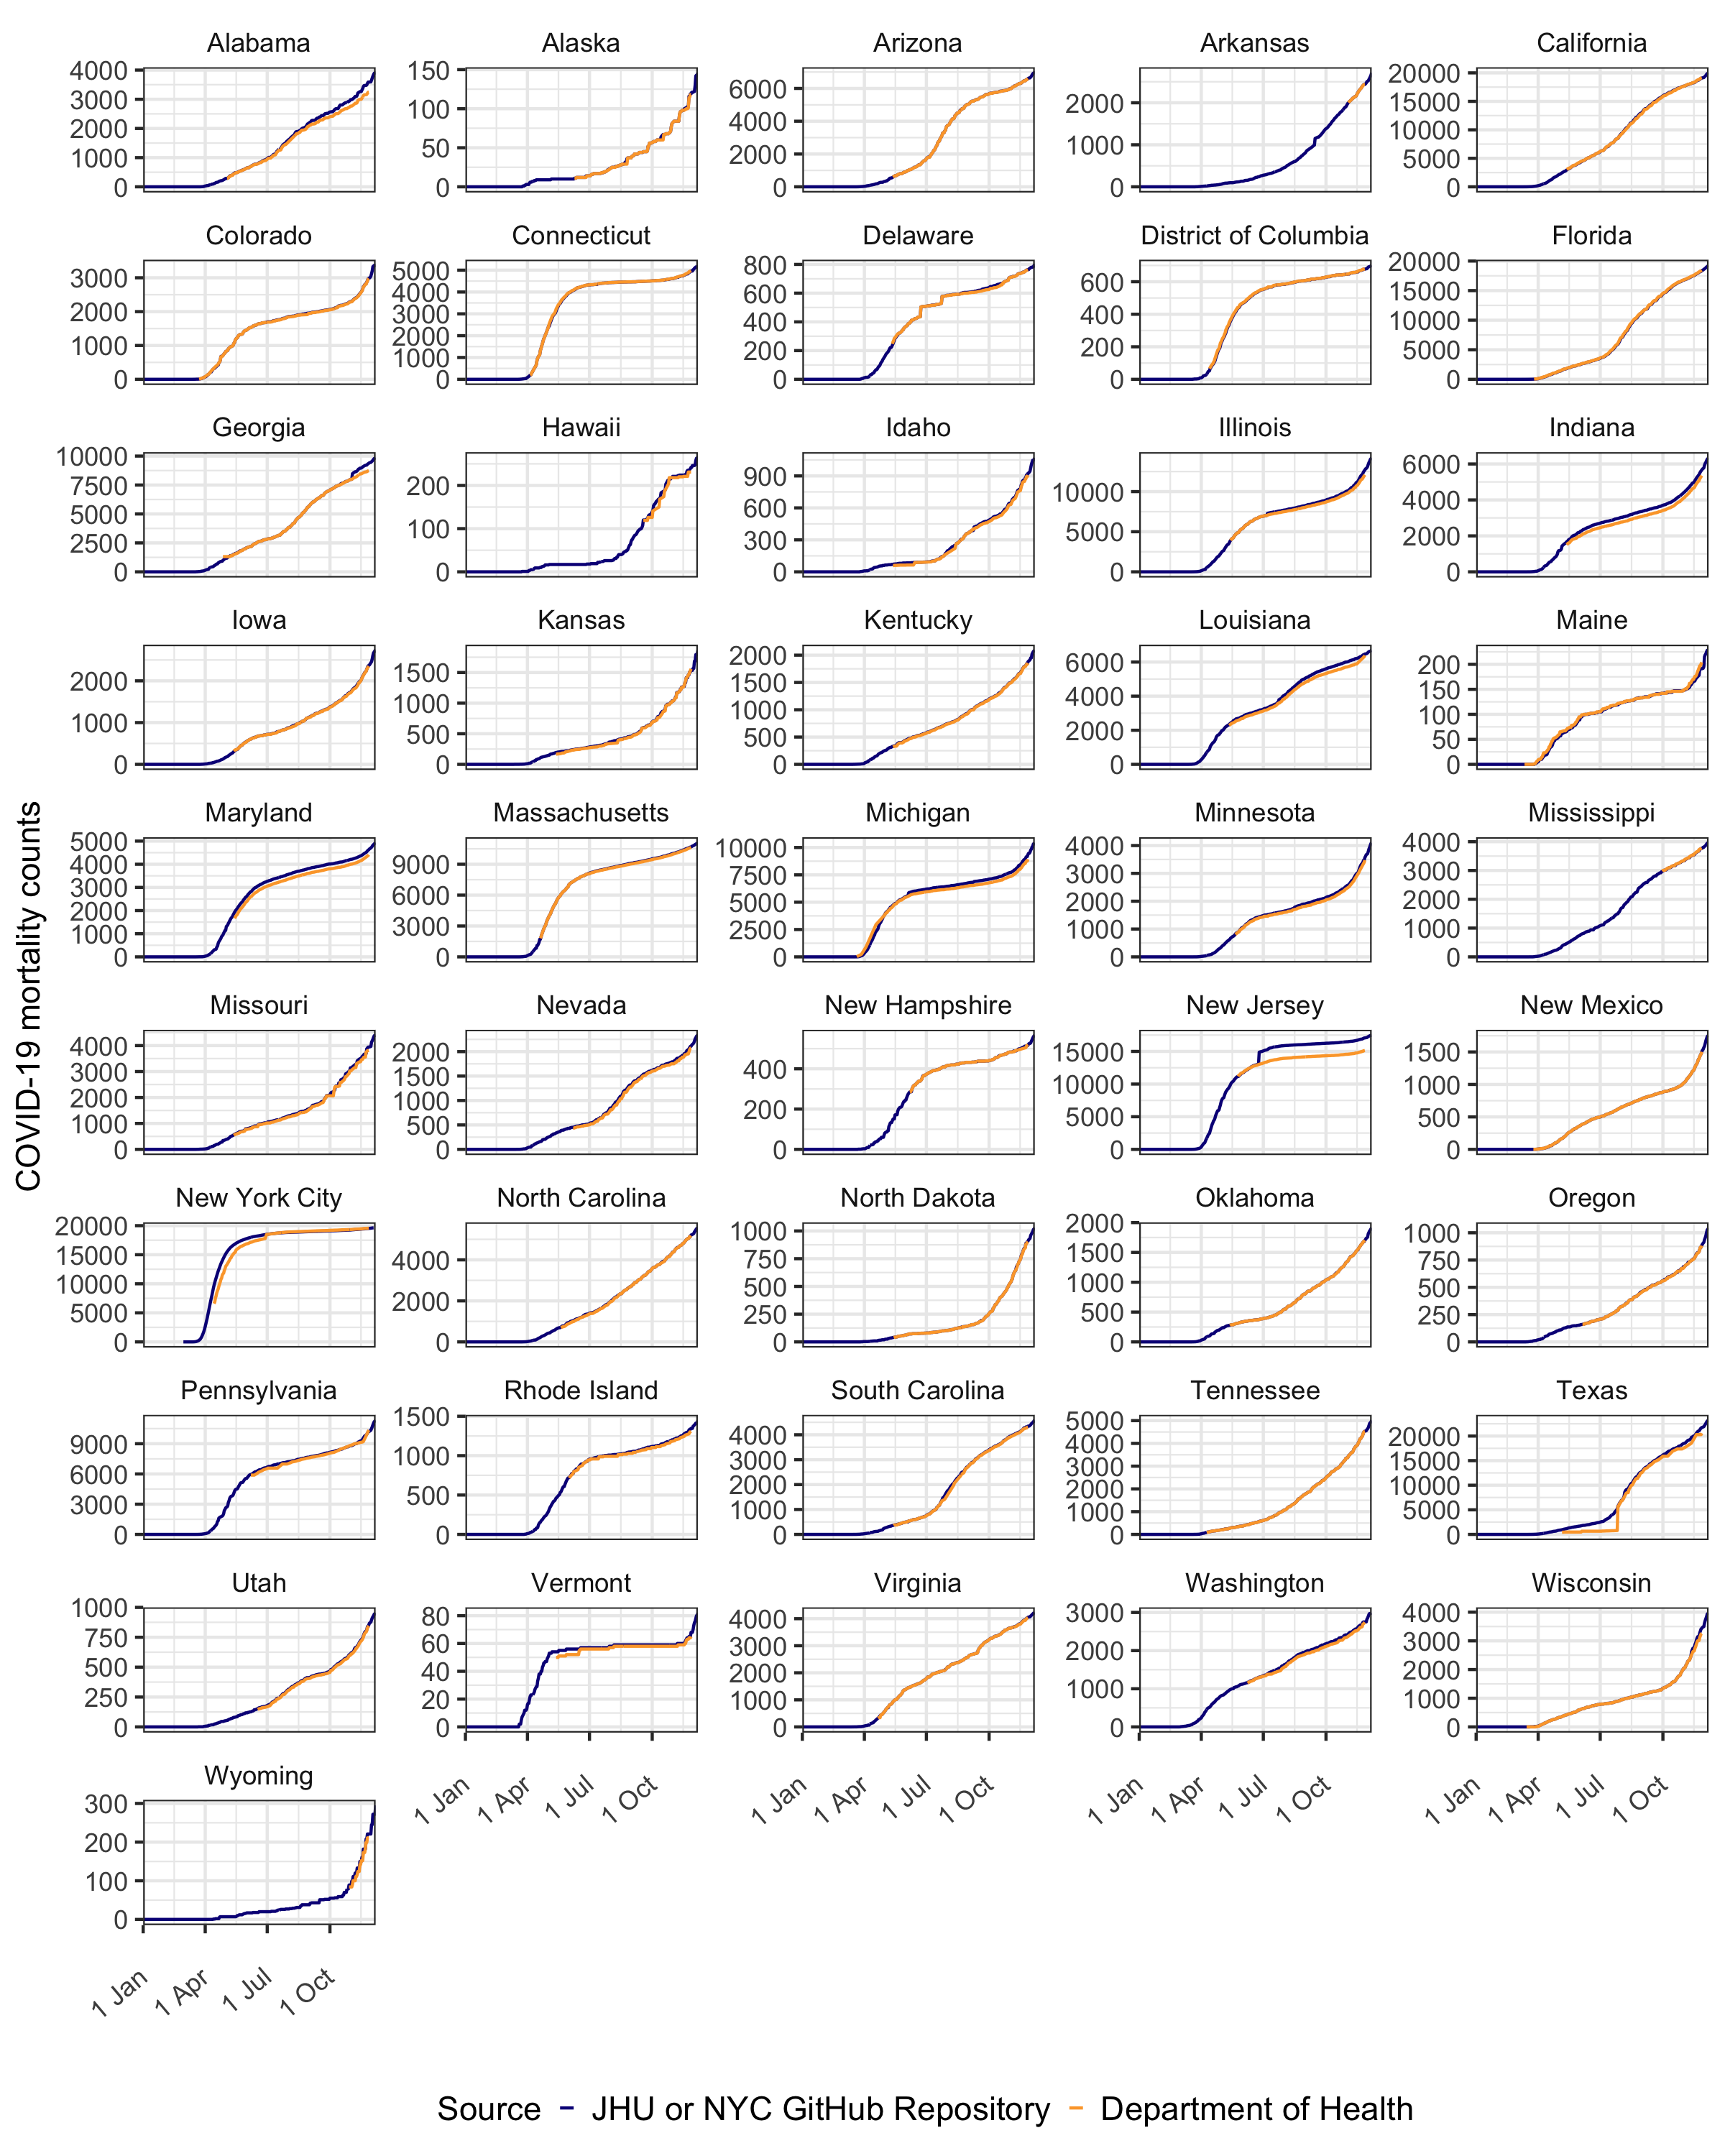 Alabama Alaska Arizona Arkansas California
4000 3000 2000 1000 0
150 100 50 0
6000 4000 2000 0
2000 1000 0
20000 15000 10000 5000 0
Colorado Connecticut Delaware District of Columbia Florida
3000 2000 1000 0
5000 4000 3000 2000 1000 0
800 600 400 200 0
600 400 200 0
20000 15000 10000 5000 0
Georgia Hawaii Idaho Illinois Indiana
10000 7500 5000 2500 0
200 100 0
900 600 300 0
10000 5000 0
6000 4000 2000 0
Iowa Kansas Kentucky Louisiana Maine
2000 1000 0
1500 1000 500 0
2000 1500 1000 500 0
6000 4000 2000 0
200 150 100 50 0
COVID-19 mortality counts
Maryland Massachusetts Michigan Minnesota Mississippi
5000 4000 3000 2000 1000 0
9000 6000 3000 0
10000 7500 5000 2500 0
4000 3000 2000 1000 0
4000 3000 2000 1000 0
Missouri Nevada New Hampshire New Jersey New Mexico
4000 3000 2000 1000 0
2000 1500 1000 500 0
400 200 0
15000 10000 5000 0
1500 1000 500 0
New York City North Carolina North Dakota Oklahoma Oregon
20000 15000 10000 5000 0
4000 2000 0
1000 750 500 250 0
2000 1500 1000 500 0
1000 750 500 250 0
Pennsylvania Rhode Island South Carolina Tennessee Texas
9000 6000 3000 0
1500 1000 500 0
4000 3000 2000 1000 0
5000 4000 3000 2000 1000 0
20000 15000 10000 5000 0
Utah Vermont Virginia Washington Wisconsin
1000 750 500 250 0
80 60 40 20 0
4000 3000 2000 1000 0
3000 2000 1000 0
4000 3000 2000 1000 0
1 Jan 1 Apr 1 Jul 1 Oct
1 Jan 1 Apr 1 Jul 1 Oct
1 Jan 1 Apr 1 Jul 1 Oct
1 Jan 1 Apr 1 Jul 1 Oct
Wyoming
300 200 100 0
1 Jan 1 Apr 1 Jul 1 Oct
Source JHU or NYC GitHub Repository Department of Health